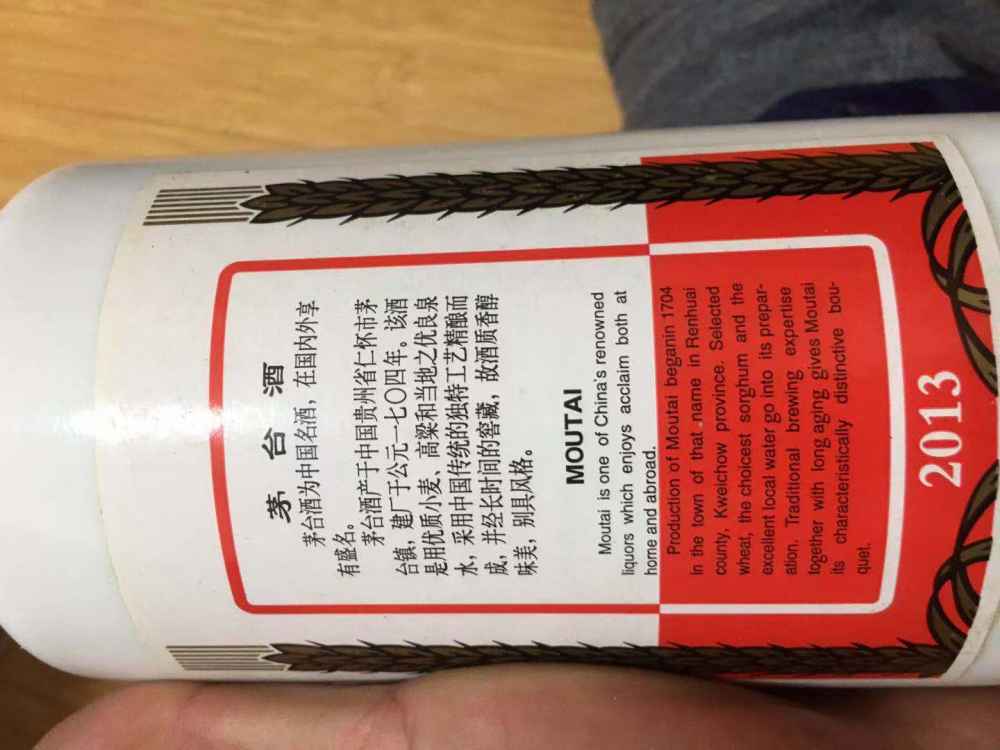 茅台酒
茅台酒为中国名酒，在国内外享
有盛名。
茅台酒产于中国贵州省仁怀市茅
台镇，建厂于公元一七〇四年。该酒
是用优质小麦、高粱和当地之优良泉
水，采用中国传统的独特工艺精酿而
成，并经长时间的窖藏，故酒质香醇
味美，别具风格。
MOUTAI
Moutai is one of China's renowned
liquors which enjoys acclaim both at
home and abroad.
Production of Moutai beganin 1704
in the town of that name in Renhuai
county, Kweichow province. Selected
wheat, the choicest sorghum and the
excellent local water go into its prepar-
ation. Traditional brewing expertise
together with long aging gives Moutai
its characteristically distinctive bou-
quet.
2013